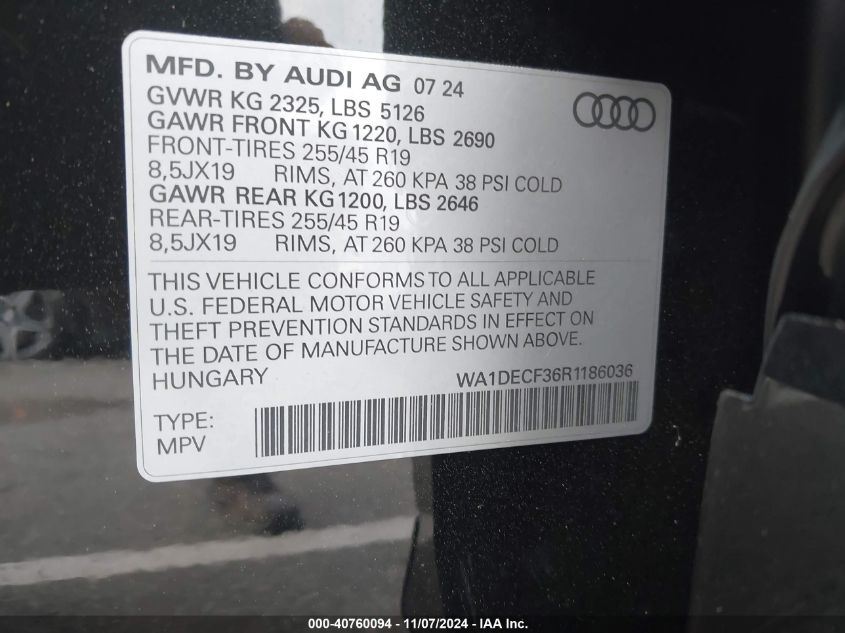 MFD. BY AUDI AG 07 24
GVWR KG 2325, LBS 5126
GAWR FRONT KG 1220, LBS 2690
FRONT-TIRES 255/45 R19
8,5JX19 RIMS, AT 260 KPA 38 PSI COLD
GAWR REAR KG 1200, LBS 2646
REAR-TIRES 255/45 R19
8,5JX19 RIMS, AT 260 KPA 38 PSI COLD
THIS VEHICLE CONFORMS TO ALL APPLICABLE
U.S. FEDERAL MOTOR VEHICLE SAFETY AND
THEFT PREVENTION STANDARDS IN EFFECT ON
THE DATE OF MANUFACTURE SHOWN ABOVE.
HUNGARY WA1DECF36R1186036
TYPE:
MPV
000-40760094 - 11/07/2024 - IAA Inc.